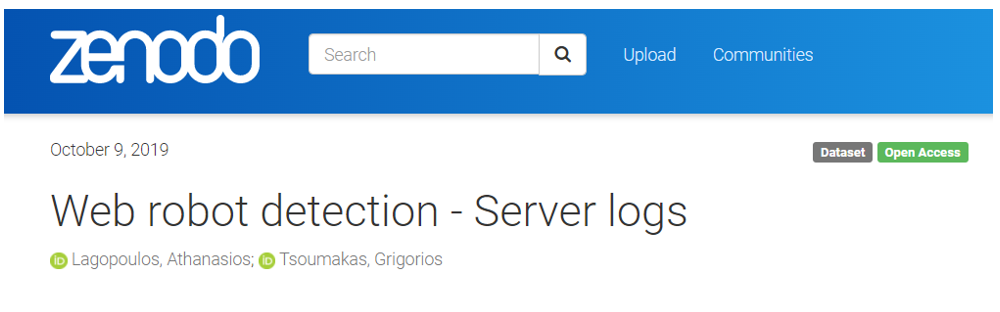 zenodo
Search
Upload
Communities
October 9, 2019
Dataset
Open Access
Web robot detection - Server logs
iD Lagopoulos, Athanasios; iD Tsoumakas, Grigorios